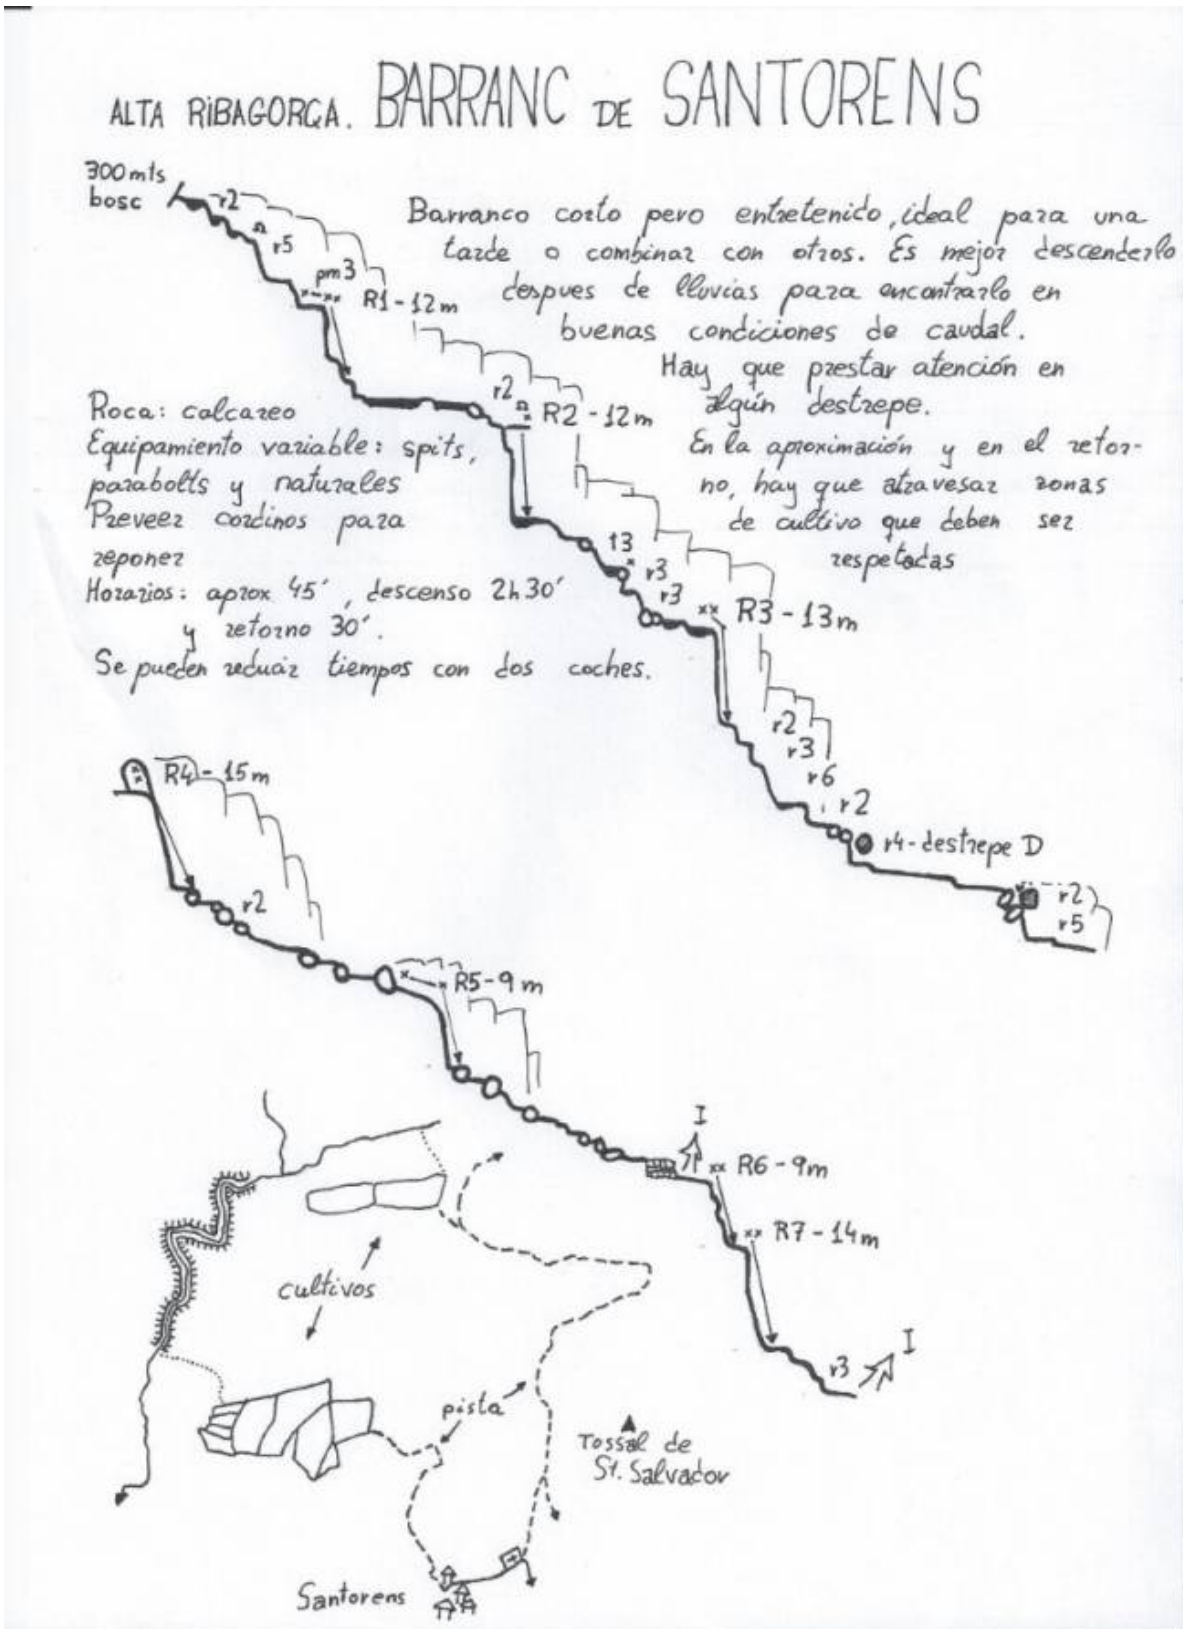 ALTA RIBAGORÇA. BARRANC DE SANTORENS
300 mts
bosc
r2
r5
pm3
R1-12m
Barranco corto pero entretenido, ideal para una
tarde o combinar con otros. Es mejor descenderlo
despues de lluvias para encontrarlo en
buenas condiciones de caudal.
Hay que prestar atención en
algún destrepe.
En la aproximación y en el retor-
no, hay que atravesar zonas
de cultivo que deben ser
respetadas
r2
R2-12m
Roca: calcareo
Equipamiento variable: spits,
parabolts y naturales
Preveer cordinos para
reponer
Horarios: aprox 45', descenso 2h30'
y retorno 30'.
Se pueden reduciz tiempos con dos coches.
t3
r3
r3
R3-13m
r2
r3
r6
r2
r4-destrepe D
r2
r5
R4-15m
r2
R5-9m
I
R6-9m
R7-14m
r3
I
cultivos
pista
Tossal de
St. Salvador
Santorens